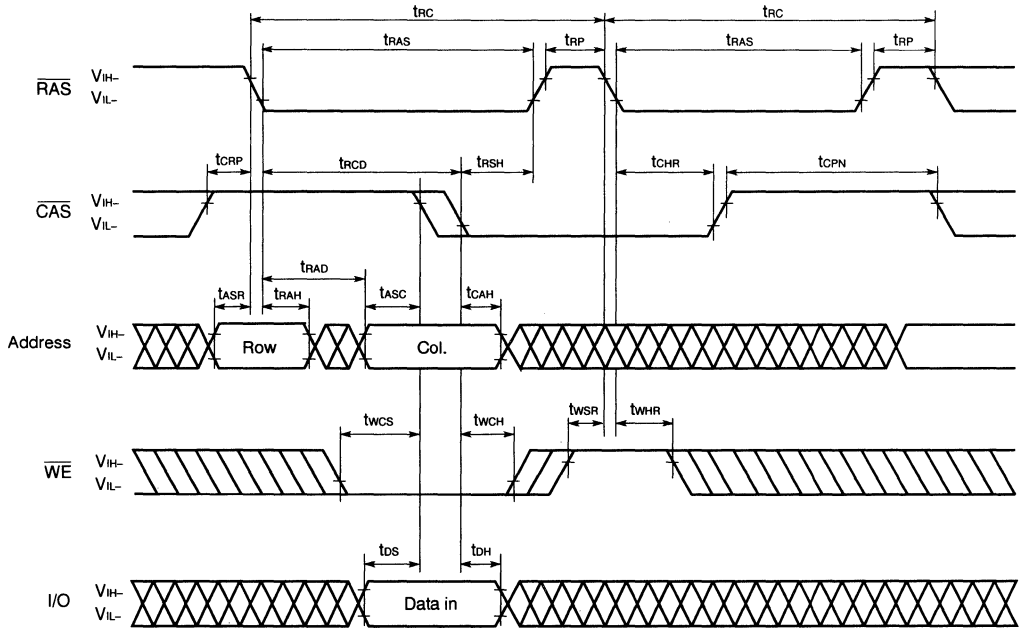 tRC tRC
tRAS tRP tRAS tRP
RAS VIH–
VIL–
tCRP tRCD tRSH tCHR tCPN
CAS VIH–
VIL–
tRAD
tASR tRAH tASC tCAH
Address VIH–
VIL–
Row Col.
tWCS tWCH tWSR tWHR
WE VIH–
VIL–
tDS tDH
I/O VIH–
VIL–
Data in